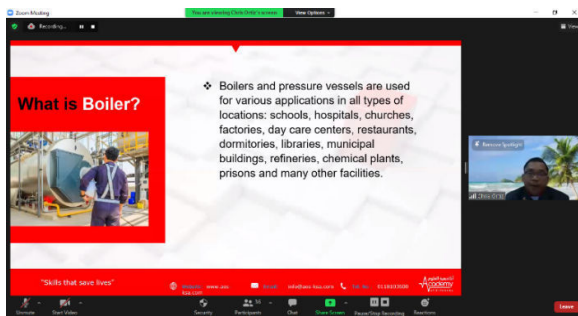 Zoom Meeting
You are viewing Chris Ortiz's screen
View Options
Recording...
View
What is Boiler?
❖ Boilers and pressure vessels are used
for various applications in all types of
locations: schools, hospitals, churches,
factories, day care centers, restaurants,
dormitories, libraries, municipal
buildings, refineries, chemical plants,
prisons and many other facilities.
Remove Spotlight
Chris Ortiz
"Skills that save lives"
Academy
Unmute
Start Video
Security
Participants
Chat
Share Screen
Pause/Stop Recording
Reactions
Leave